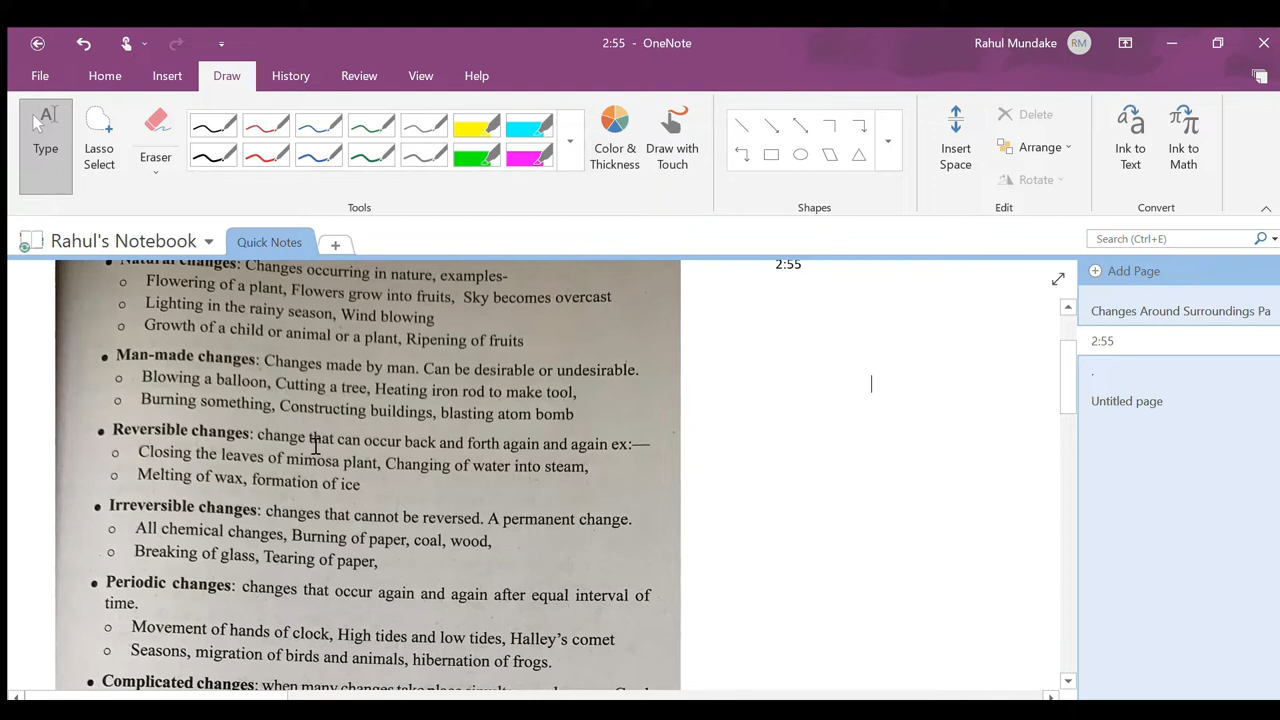 2:55 - OneNote
Rahul Mundake
RM
File
Home
Insert
Draw
History
Review
View
Help
Type
Lasso
Select
Eraser
Color &
Thickness
Draw with
Touch
Insert
Space
Delete
Arrange
Rotate
Ink to
Text
Ink to
Math
Tools
Shapes
Edit
Convert
Rahul's Notebook
Quick Notes
Search (Ctrl+E)
2:55
Add Page
Changes Around Surroundings Pa
2:55
.
Untitled page
• Natural changes: Changes occurring in nature, examples-
○ Flowering of a plant, Flowers grow into fruits, Sky becomes overcast
○ Lighting in the rainy season, Wind blowing
○ Growth of a child or animal or a plant, Ripening of fruits
• Man-made changes: Changes made by man. Can be desirable or undesirable.
○ Blowing a balloon, Cutting a tree, Heating iron rod to make tool,
○ Burning something, Constructing buildings, blasting atom bomb
• Reversible changes: change that can occur back and forth again and again ex:—
○ Closing the leaves of mimosa plant, Changing of water into steam,
○ Melting of wax, formation of ice
• Irreversible changes: changes that cannot be reversed. A permanent change.
○ All chemical changes, Burning of paper, coal, wood,
○ Breaking of glass, Tearing of paper,
• Periodic changes: changes that occur again and again after equal interval of
time.
○ Movement of hands of clock, High tides and low tides, Halley's comet
○ Seasons, migration of birds and animals, hibernation of frogs.
• Complicated changes: when many changes take place